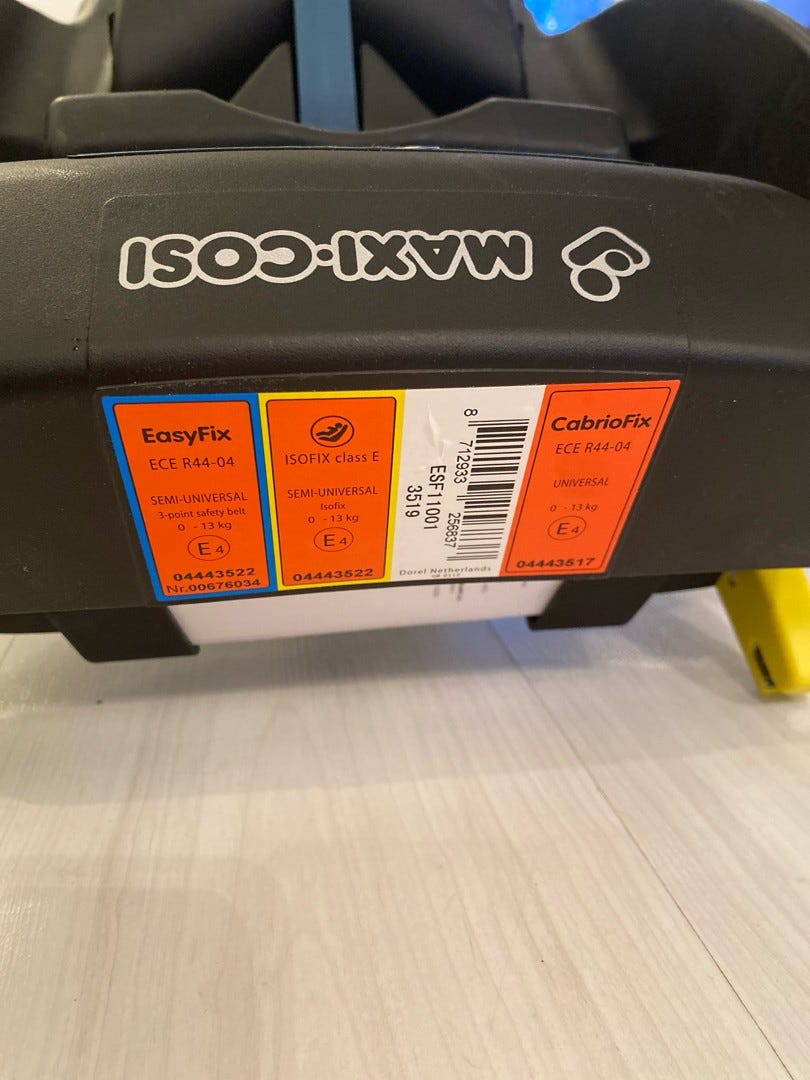 MAXI·COSI
EasyFix
ECE R44-04
SEMI-UNIVERSAL
3-point safety belt
0 - 13 kg
E4
04443522
Nr.00676034
ISOFIX class E
SEMI-UNIVERSAL
Isofix
0 - 13 kg
E4
04443522
8 712933 256837
ESF11001
3519
Dorel Netherlands
CabrioFix
ECE R44-04
UNIVERSAL
0 - 13 kg
E4
04443517